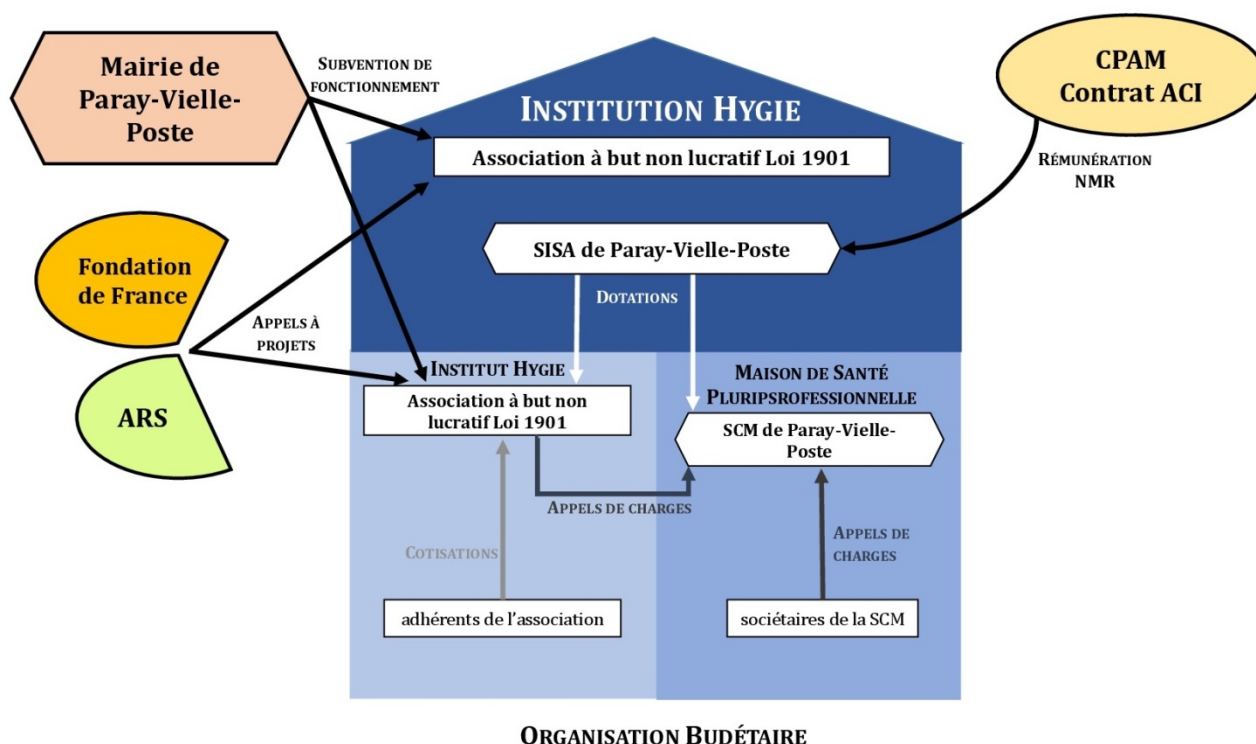 Mairie de
Paray-Vielle-
Poste
SUBVENTION DE
FONCTIONNEMENT
CPAM
Contrat ACI
INSTITUTION HYGIE
Association à but non lucratif Loi 1901
RÉMUNÉRATION
NMR
SISA de Paray-Vielle-Poste
Fondation
de France
DOTATIONS
APPELS À
PROJETS
ARS
INSTITUT HYGIE
Association à but non
lucratif Loi 1901
MAISON DE SANTÉ
PLURIPSROFESSIONNELLE
SCM de Paray-Vielle-
Poste
APPELS DE CHARGES
COTISATIONS
APPELS DE
CHARGES
adhérents de l'association
sociétaires de la SCM
ORGANISATION BUDÉTAIRE